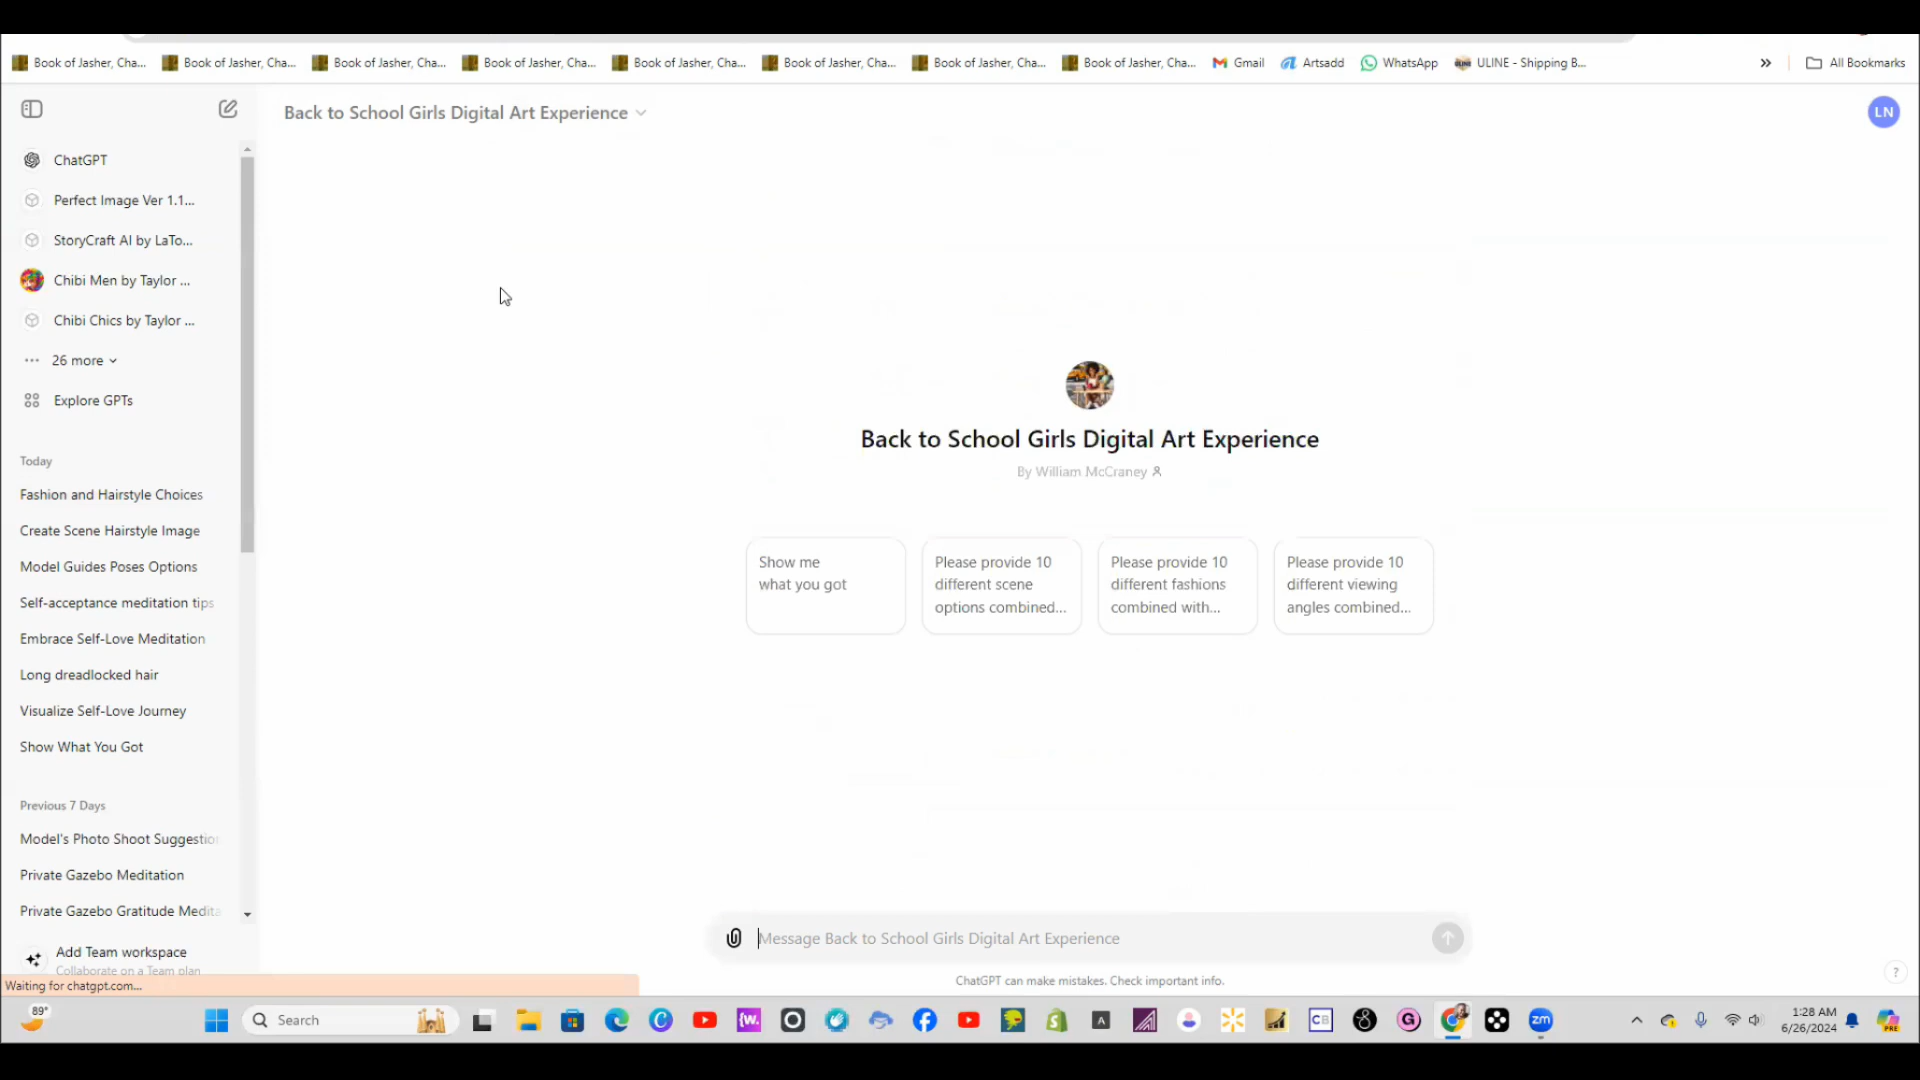 Book of Jasher, Cha...
Book of Jasher, Cha...
Book of Jasher, Cha...
Book of Jasher, Cha...
Book of Jasher, Cha...
Book of Jasher, Cha...
Book of Jasher, Cha...
Book of Jasher, Cha...
Gmail
Artsadd
WhatsApp
ULINE - Shipping B...
All Bookmarks
Back to School Girls Digital Art Experience
LN
ChatGPT
Perfect Image Ver 1.1...
StoryCraft AI by LaTo...
Chibi Men by Taylor ...
Chibi Chics by Taylor ...
26 more
Explore GPTs
Today
Fashion and Hairstyle Choices
Create Scene Hairstyle Image
Model Guides Poses Options
Self-acceptance meditation tips
Embrace Self-Love Meditation
Long dreadlocked hair
Visualize Self-Love Journey
Show What You Got
Previous 7 Days
Model's Photo Shoot Suggestion
Private Gazebo Meditation
Private Gazebo Gratitude Medita
Add Team workspace
Collaborate on a Team plan
Waiting for chatgpt.com...
Back to School Girls Digital Art Experience
By William McCraney
Show me
what you got
Please provide 10
different scene
options combined...
Please provide 10
different fashions
combined with...
Please provide 10
different viewing
angles combined...
Message Back to School Girls Digital Art Experience
ChatGPT can make mistakes. Check important info.
?
89°
Search
CB
zm
1:28 AM
6/26/2024
PRE